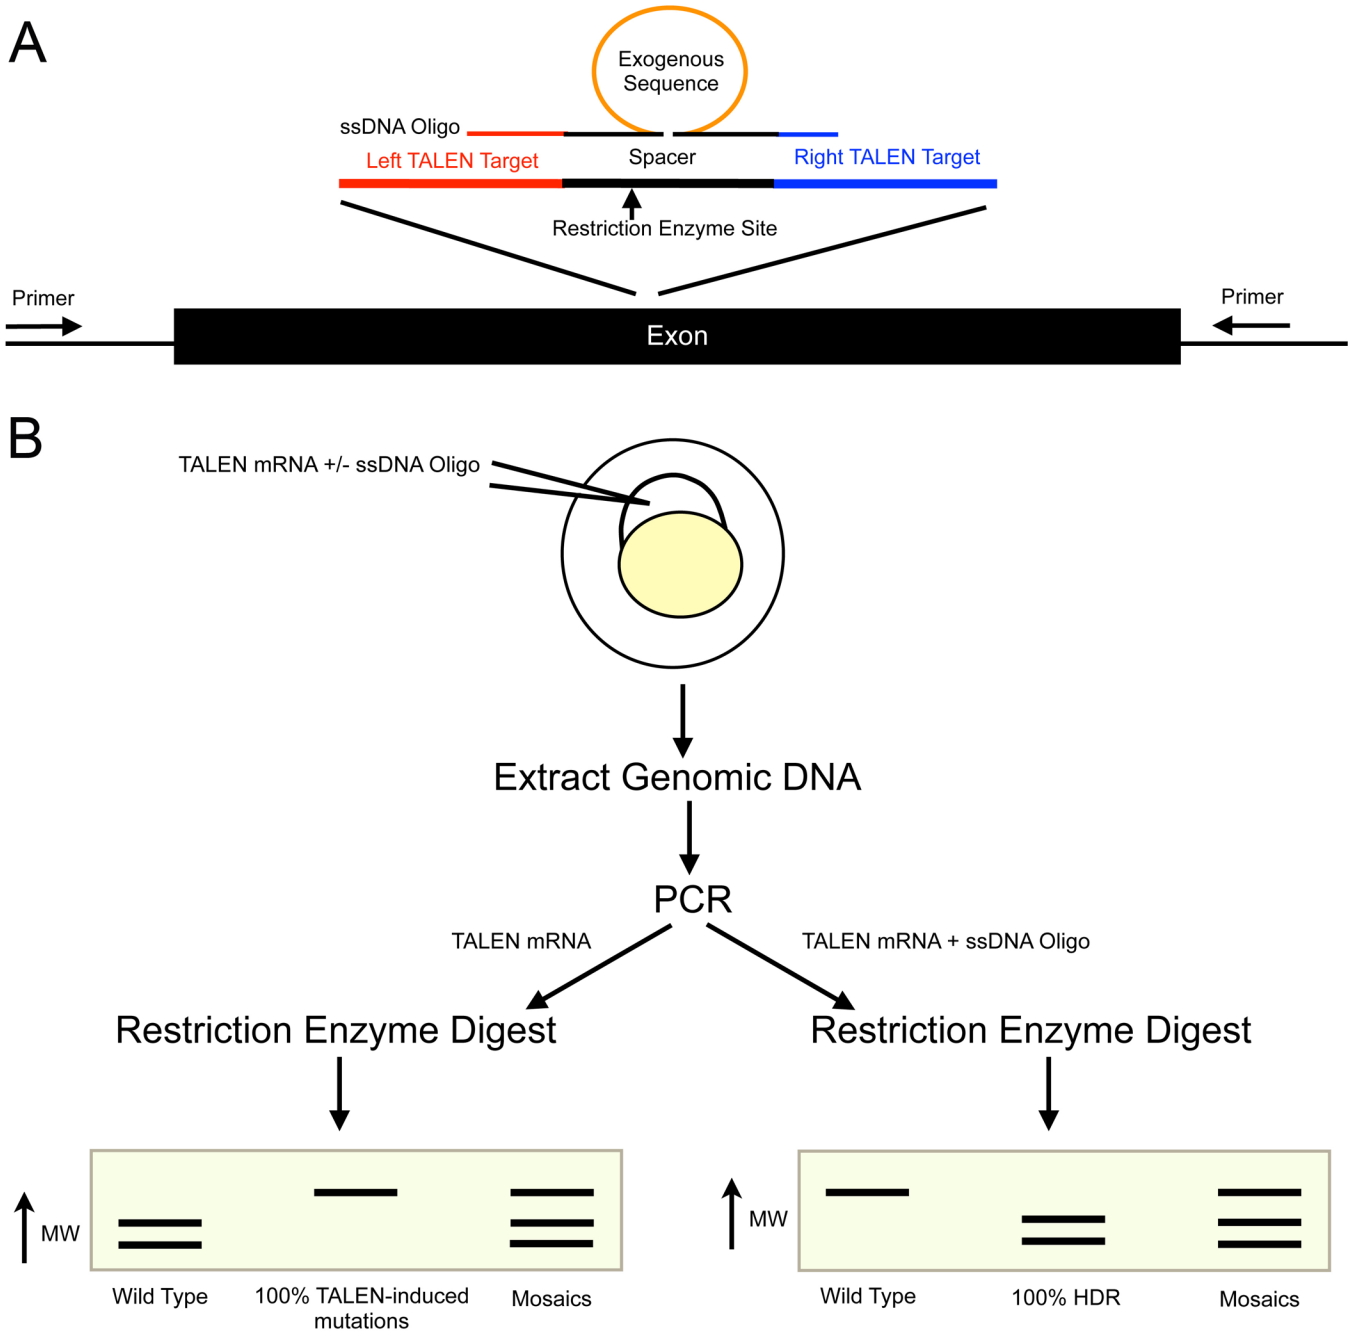 A
Exogenous
Sequence
ssDNA Oligo
Left TALEN Target
Spacer
Right TALEN Target
Restriction Enzyme Site
Primer
Primer
Exon
B
TALEN mRNA +/- ssDNA Oligo
Extract Genomic DNA
PCR
TALEN mRNA
TALEN mRNA + ssDNA Oligo
Restriction Enzyme Digest
Restriction Enzyme Digest
MW
MW
Wild Type
100% TALEN-induced
mutations
Mosaics
Wild Type
100% HDR
Mosaics